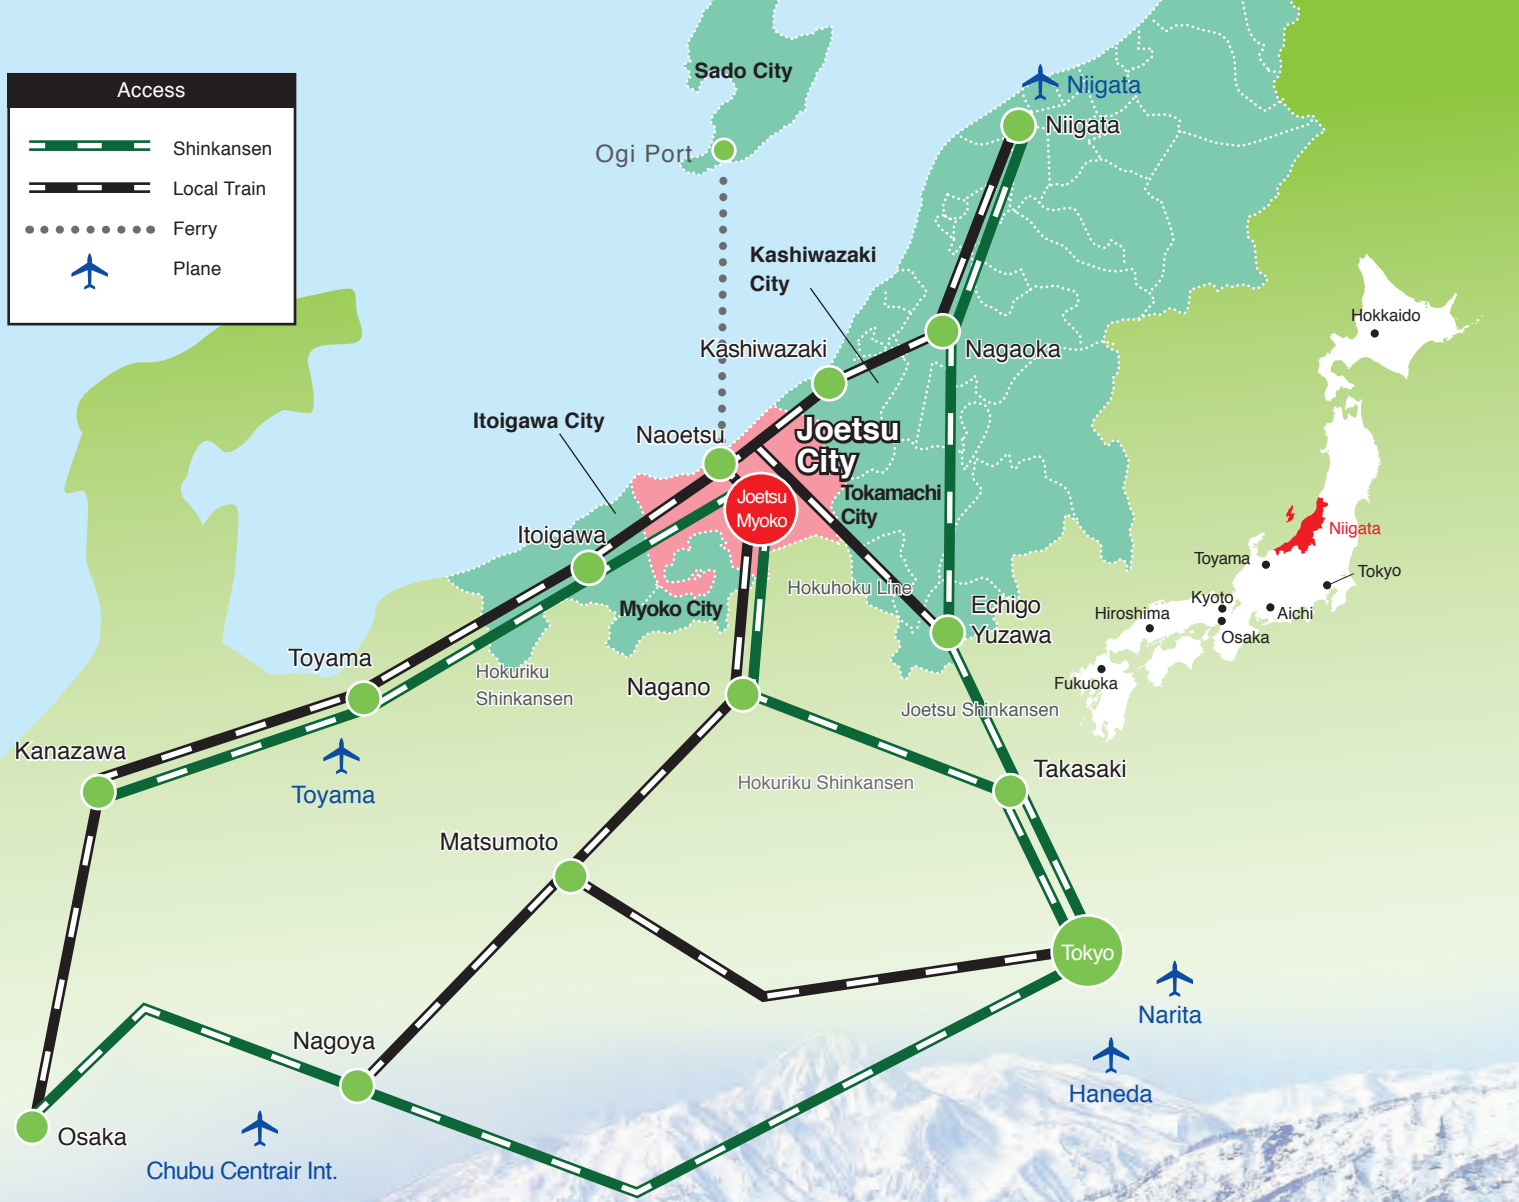 Access
Shinkansen
Local Train
Ferry
Plane
Sado City
Ogi Port
Niigata
Niigata
Kashiwazaki
City
Kashiwazaki
Nagaoka
Itoigawa City
Naoetsu
Joetsu
City
Joetsu
Myoko
Tokamachi
City
Itoigawa
Hokuhoku Line
Myoko City
Echigo
Yuzawa
Toyama
Hokuriku
Shinkansen
Nagano
Joetsu Shinkansen
Kanazawa
Toyama
Hokuriku Shinkansen
Takasaki
Matsumoto
Tokyo
Narita
Nagoya
Haneda
Osaka
Chubu Centrair Int.
Hokkaido
Niigata
Toyama
Tokyo
Kyoto
Hiroshima
Aichi
Osaka
Fukuoka